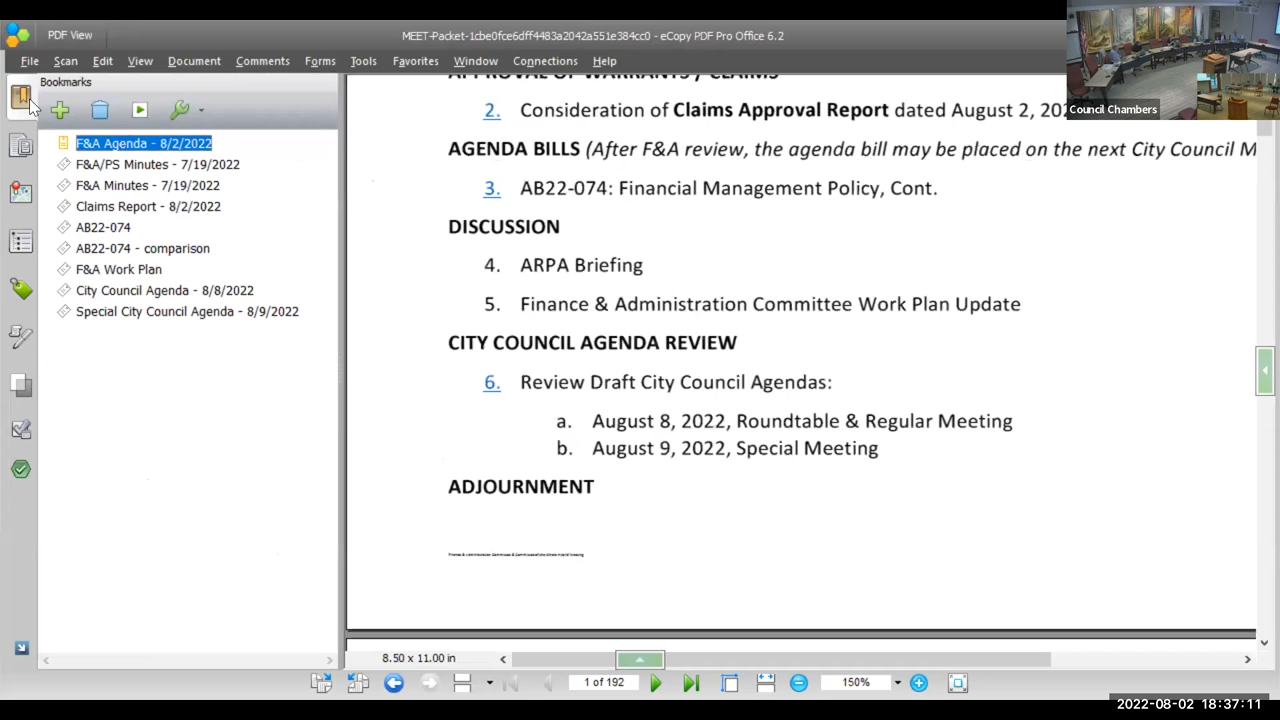 PDF View
MEET-Packet-1cbe0fce6dff4483a2042a551e384cc0 - eCopy PDF Pro Office 6.2
File Scan Edit View Document Comments Forms Tools Favorites Window Connections Help
Council Chambers
Bookmarks
F&A Agenda - 8/2/2022
F&A/PS Minutes - 7/19/2022
F&A Minutes - 7/19/2022
Claims Report - 8/2/2022
AB22-074
AB22-074 - comparison
F&A Work Plan
City Council Agenda - 8/8/2022
Special City Council Agenda - 8/9/2022
APPROVAL OF WARRANTS / CLAIMS
2. Consideration of Claims Approval Report dated August 2, 202
AGENDA BILLS (After F&A review, the agenda bill may be placed on the next City Council M
3. AB22-074: Financial Management Policy, Cont.
DISCUSSION
4. ARPA Briefing
5. Finance & Administration Committee Work Plan Update
CITY COUNCIL AGENDA REVIEW
6. Review Draft City Council Agendas:
a. August 8, 2022, Roundtable & Regular Meeting
b. August 9, 2022, Special Meeting
ADJOURNMENT
8.50 x 11.00 in
1 of 192
150%
2022-08-02 18:37:11